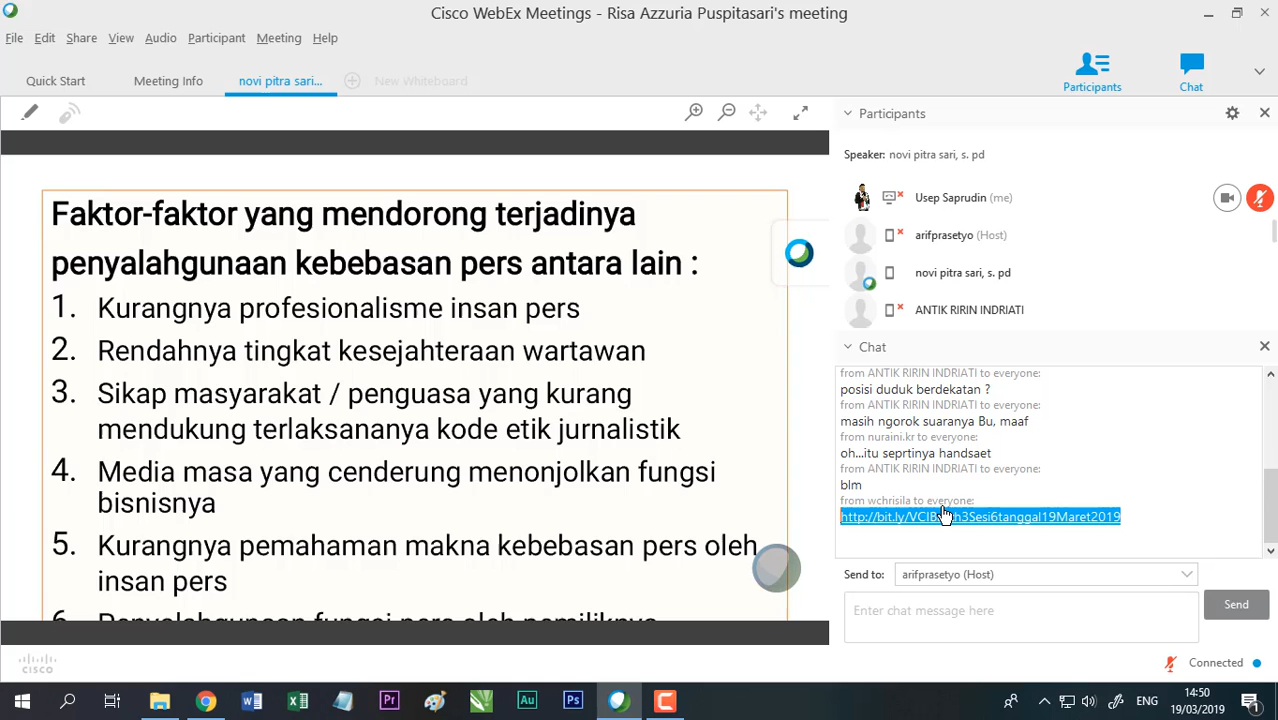 Cisco WebEx Meetings - Risa Azzuria Puspitasari's meeting
File Edit Share View Audio Participant Meeting Help
Quick Start Meeting Info novi pitra sari... New Whiteboard
Participants Chat
Faktor-faktor yang mendorong terjadinya
penyalahgunaan kebebasan pers antara lain :
1. Kurangnya profesionalisme insan pers
2. Rendahnya tingkat kesejahteraan wartawan
3. Sikap masyarakat / penguasa yang kurang
mendukung terlaksananya kode etik jurnalistik
4. Media masa yang cenderung menonjolkan fungsi
bisnisnya
5. Kurangnya pemahaman makna kebebasan pers oleh
insan pers
6. Penyalahgunaan fungsi pers oleh pemiliknya
cisco
Participants
Speaker: novi pitra sari, s. pd
Usep Saprudin (me)
arifprasetyo (Host)
novi pitra sari, s. pd
ANTIK RIRIN INDRIATI
Chat
from ANTIK RIRIN INDRIATI to everyone:
posisi duduk berdekatan ?
from ANTIK RIRIN INDRIATI to everyone:
masih ngorok suaranya Bu, maaf
from nuraini.kr to everyone:
oh...itu seprtinya handsaet
from ANTIK RIRIN INDRIATI to everyone:
blm
from wchrisila to everyone:
Send to: arifprasetyo (Host)
Enter chat message here
Send
Connected
ENG
14:50
19/03/2019